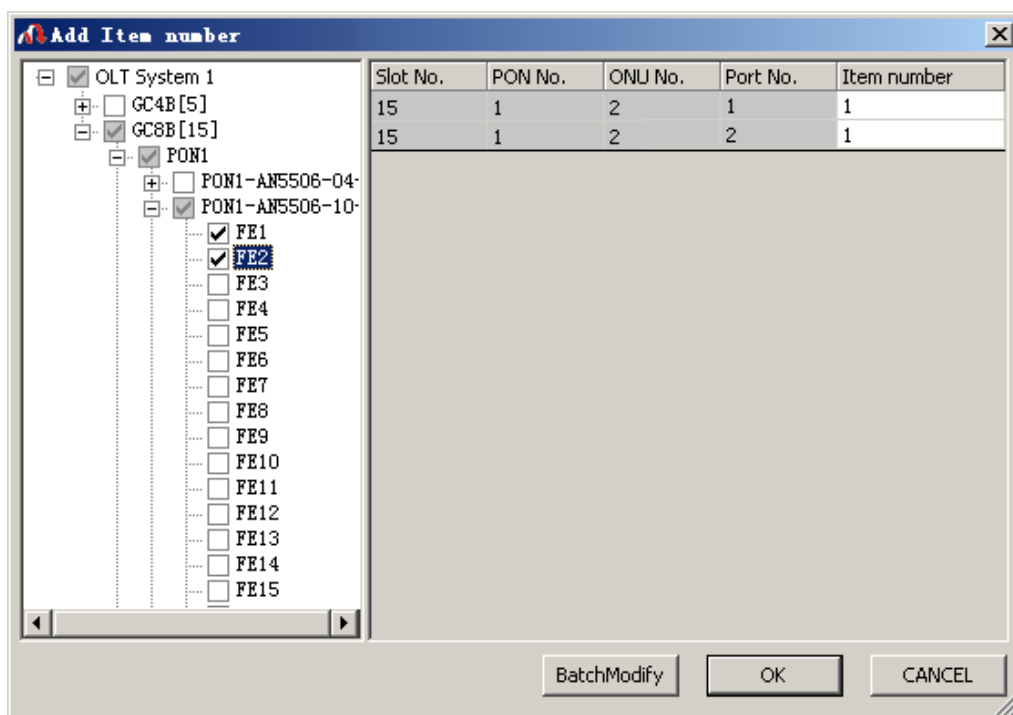 Add Item number
OLT System 1
GC4B[5]
GC8B[15]
PON1
PON1-AN5506-04-
PON1-AN5506-10-
FE1
FE2
FE3
FE4
FE5
FE6
FE7
FE8
FE9
FE10
FE11
FE12
FE13
FE14
FE15
Slot No. PON No. ONU No. Port No. Item number
15 1 2 1 1
15 1 2 2 1
BatchModify OK CANCEL